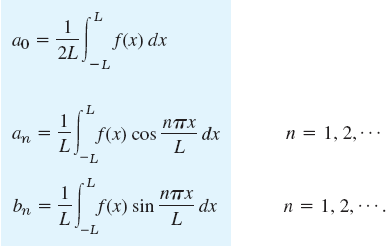 a₀ = 1/2L ∫_{-L}^{L} f(x) dx
aₙ = 1/L ∫_{-L}^{L} f(x) cos nπx/L dx n = 1, 2, ···
bₙ = 1/L ∫_{-L}^{L} f(x) sin nπx/L dx n = 1, 2, ···.